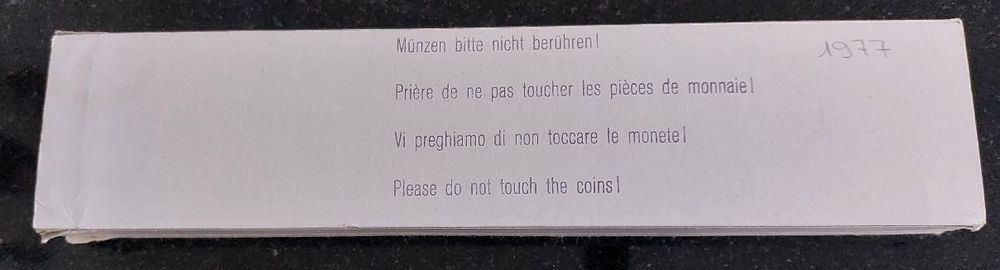 Münzen bitte nicht berühren!
1977
Prière de ne pas toucher les pièces de monnaie!
Vi preghiamo di non toccare le monete!
Please do not touch the coins!